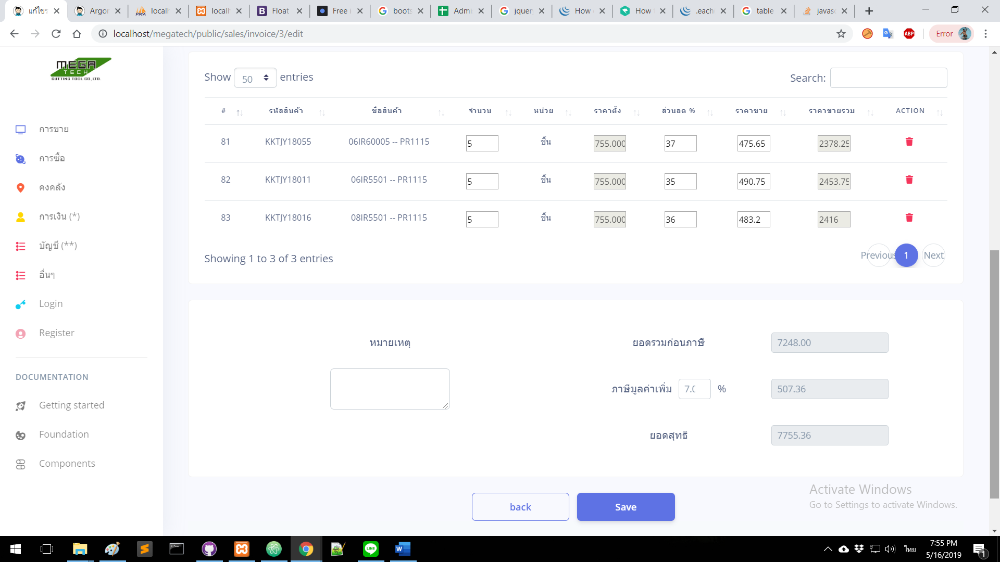 แก้ไขร Argor localh localh Float Free i boots Admi jquer How How .each table javasc
localhost/megatech/public/sales/invoice/3/edit
ABP
Error
MEGA
TECH
CUTTING TOOL CO.,LTD.
การขาย
การซื้อ
คงคลัง
การเงิน (*)
บัญชี (**)
อื่นๆ
Login
Register
DOCUMENTATION
Getting started
Foundation
Components
Show 50 entries
Search:
# รหัสสินค้า ชื่อสินค้า จำนวน หน่วย ราคาตั้ง ส่วนลด % ราคาขาย ราคาขายรวม ACTION
81 KKTJY18055 06IR60005 -- PR1115 5 ชิ้น 755.000 37 475.65 2378.25
82 KKTJY18011 06IR5501 -- PR1115 5 ชิ้น 755.000 35 490.75 2453.75
83 KKTJY18016 08IR5501 -- PR1115 5 ชิ้น 755.000 36 483.2 2416
Showing 1 to 3 of 3 entries
Previous 1 Next
หมายเหตุ
ยอดรวมก่อนภาษี 7248.00
ภาษีมูลค่าเพิ่ม 7.0 % 507.36
ยอดสุทธิ 7755.36
back Save
Activate Windows
Go to Settings to activate Windows.
ไทย
7:55 PM
5/16/2019
1